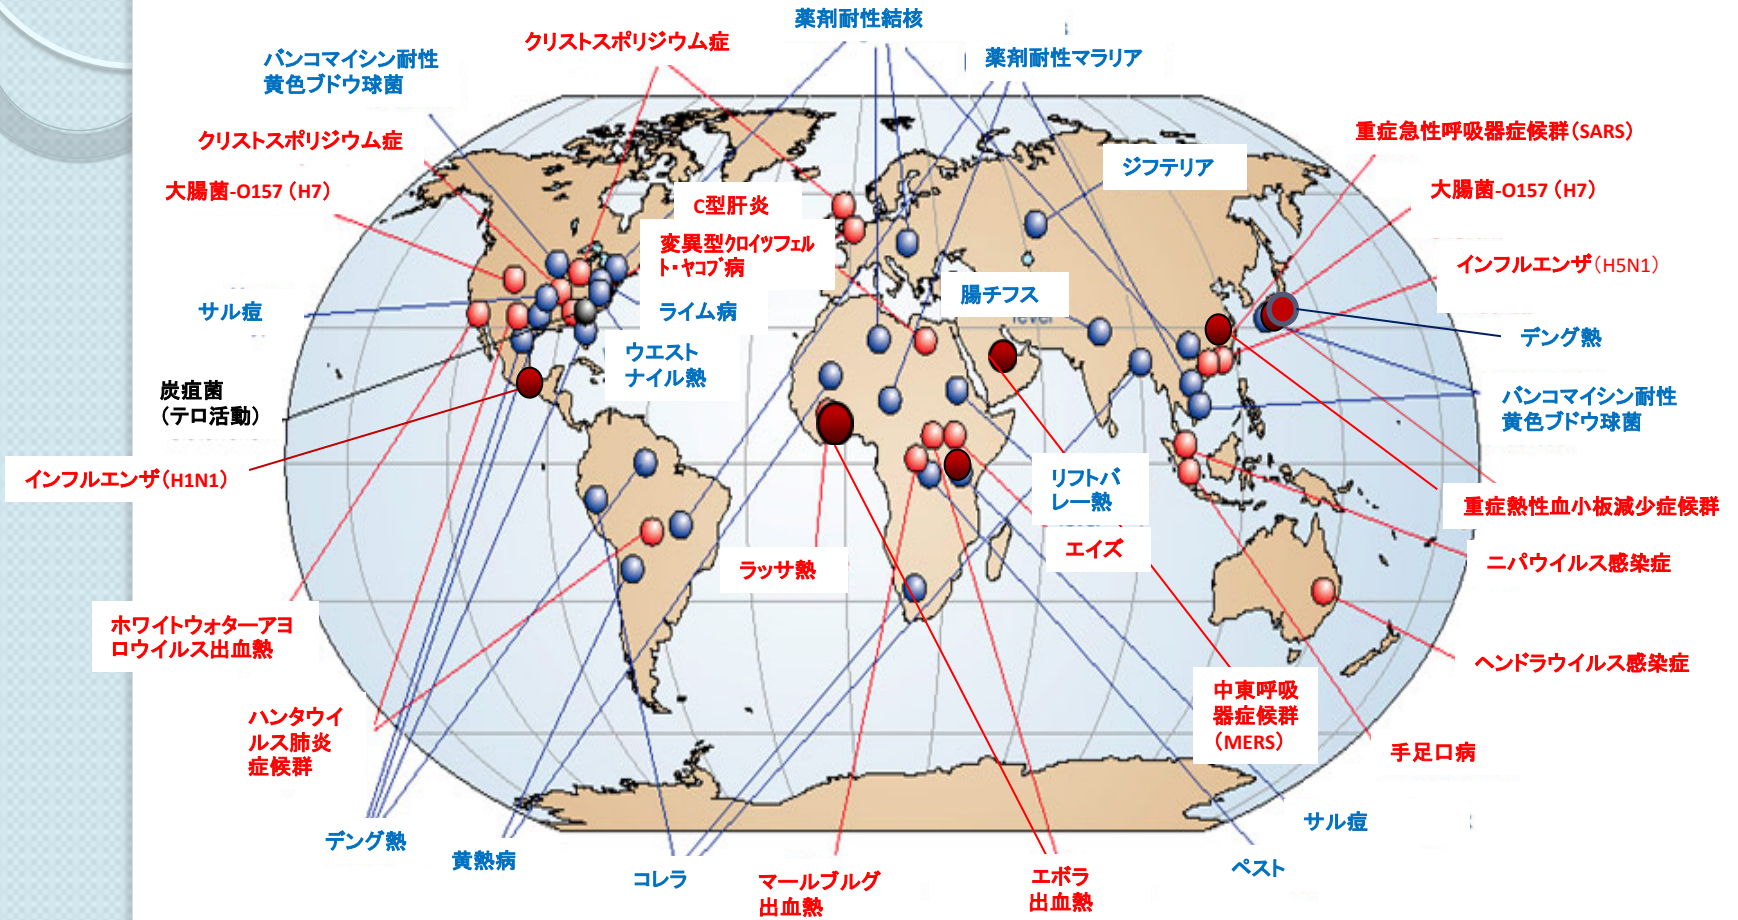 薬剤耐性結核
クリストスポリジウム症
薬剤耐性マラリア
バンコマイシン耐性
黄色ブドウ球菌
クリストスポリジウム症
重症急性呼吸器症候群(SARS)
ジフテリア
大腸菌-O157 (H7)
大腸菌-O157 (H7)
C型肝炎
変異型クロイツフェル
ト・ヤコブ病
インフルエンザ(H5N1)
腸チフス
サル痘
ライム病
fever
デング熱
ウエスト
ナイル熱
炭疽菌
(テロ活動)
バンコマイシン耐性
黄色ブドウ球菌
インフルエンザ(H1N1)
リフトバ
レー熱
重症熱性血小板減少症候群
エイズ
ラッサ熱
ニパウイルス感染症
ホワイトウォターアヨ
ロウイルス出血熱
ヘンドラウイルス感染症
中東呼吸
器症候群
(MERS)
ハンタウイ
ルス肺炎
症候群
手足口病
サル痘
デング熱
黄熱病
コレラ
マールブルグ
出血熱
エボラ
出血熱
ペスト